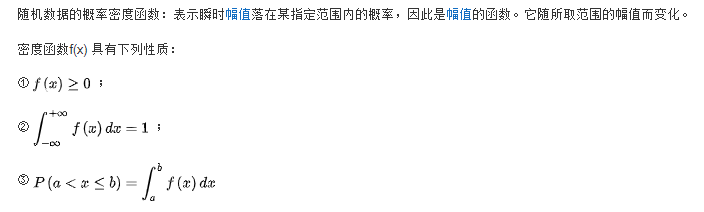 随机数据的概率密度函数：表示瞬时幅值落在某指定范围内的概率，因此是幅值的函数。它随所取范围的幅值而变化。
密度函数f(x) 具有下列性质：
① f (x) ≥ 0 ；
② ∫_{−∞}^{+∞} f (x) dx = 1 ；
③ P (a < x ≤ b) = ∫_a^b f (x) dx